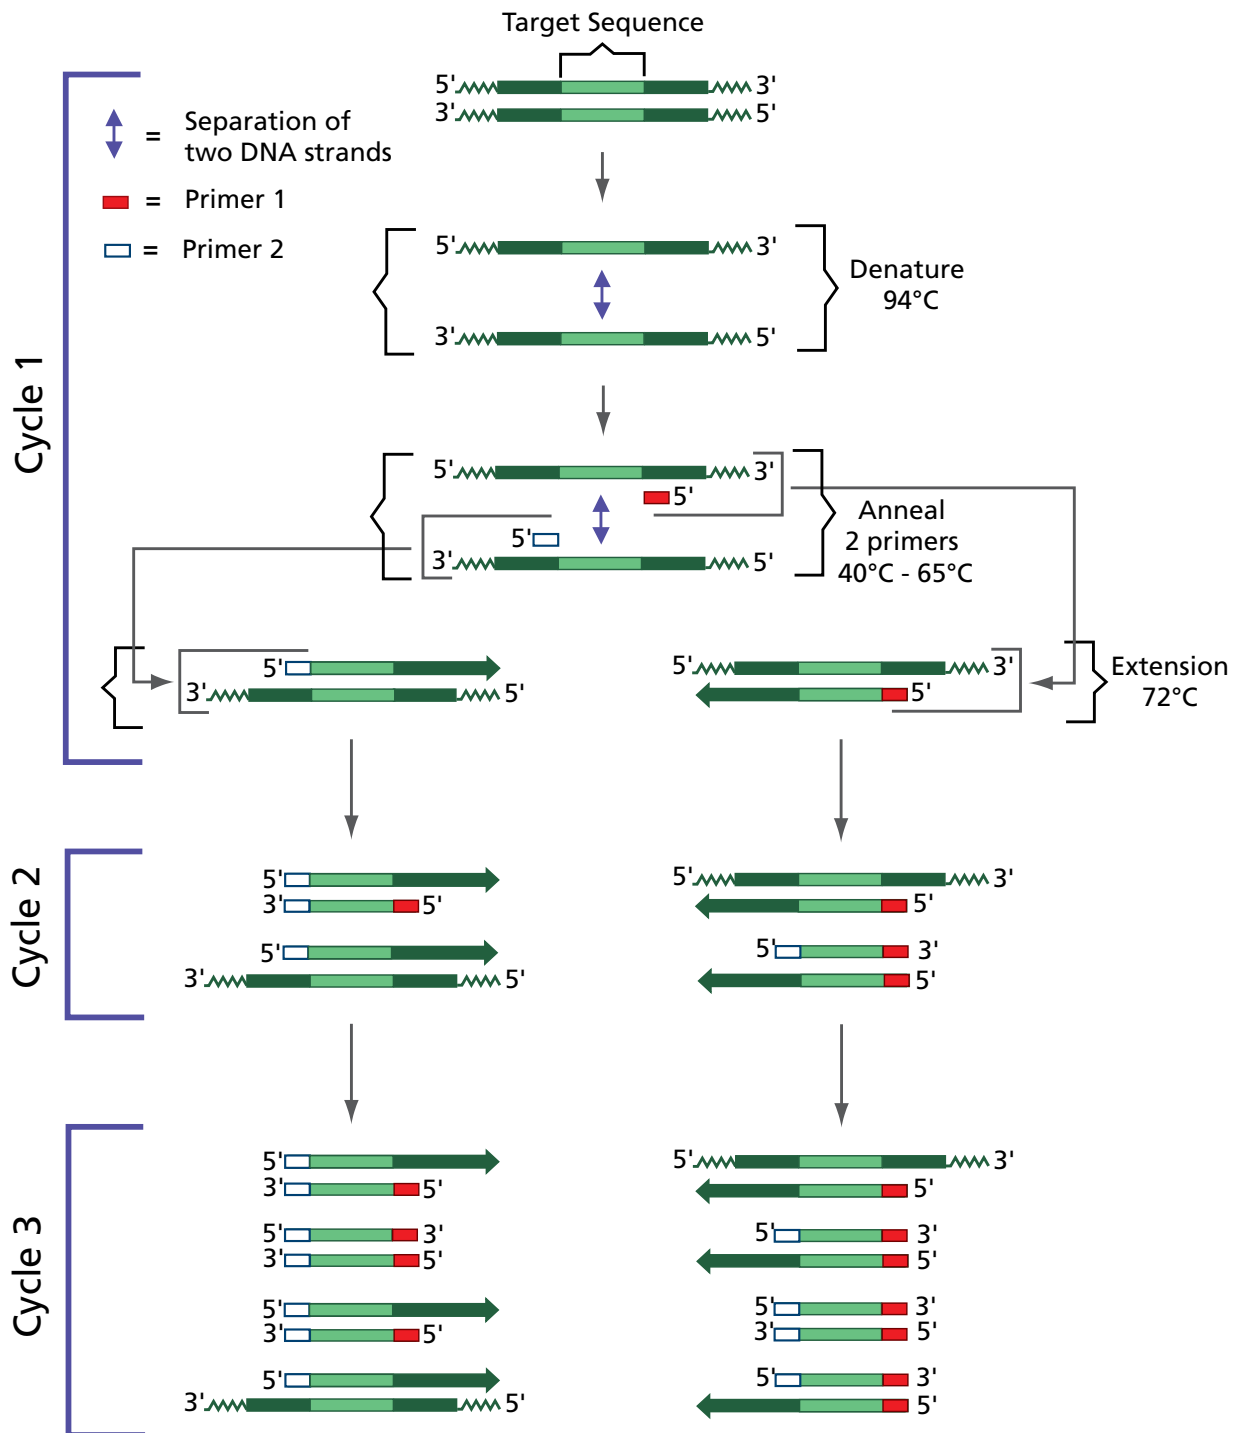 Target Sequence
5' 3'
3' 5'
= Separation of
two DNA strands
= Primer 1
= Primer 2
Cycle 1
5' 3'
Denature
94°C
3' 5'
5' 3'
5'
5'
3' 5'
Anneal
2 primers
40°C - 65°C
5'
3' 5'
5' 3'
5'
Extension
72°C
Cycle 2
5'
3' 5'
5'
3' 5'
5' 3'
5'
5' 3'
5'
Cycle 3
5'
3' 5'
5' 3'
3' 5'
5'
3' 5'
5'
3' 5'
5' 3'
5'
5' 3'
5'
5' 3'
3' 5'
5' 3'
5'